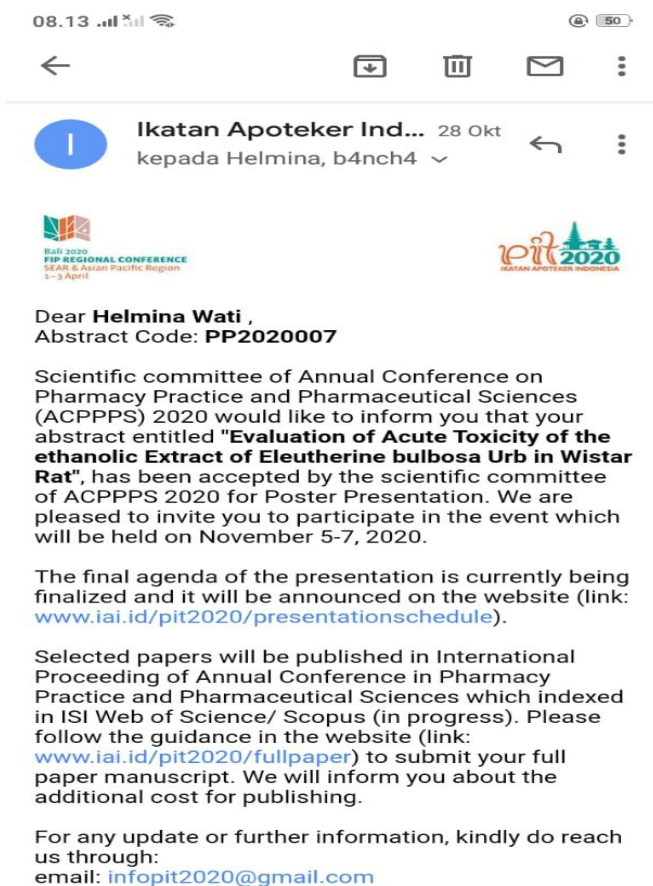 08.13
50
Ikatan Apoteker Ind... 28 Okt
kepada Helmina, b4nch4
I
Bali 2020
FIP REGIONAL CONFERENCE
SEAR & Asian Pacific Region
1-3 April
pit 2020
IKATAN APOTEKER INDONESIA
Dear Helmina Wati ,
Abstract Code: PP2020007
Scientific committee of Annual Conference on
Pharmacy Practice and Pharmaceutical Sciences
(ACPPPS) 2020 would like to inform you that your
abstract entitled "Evaluation of Acute Toxicity of the
ethanolic Extract of Eleutherine bulbosa Urb in Wistar
Rat", has been accepted by the scientific committee
of ACPPPS 2020 for Poster Presentation. We are
pleased to invite you to participate in the event which
will be held on November 5-7, 2020.
The final agenda of the presentation is currently being
finalized and it will be announced on the website (link:
www.iai.id/pit2020/presentationschedule).
Selected papers will be published in International
Proceeding of Annual Conference in Pharmacy
Practice and Pharmaceutical Sciences which indexed
in ISI Web of Science/ Scopus (in progress). Please
follow the guidance in the website (link:
www.iai.id/pit2020/fullpaper) to submit your full
paper manuscript. We will inform you about the
additional cost for publishing.
For any update or further information, kindly do reach
us through:
email: infopit2020@gmail.com